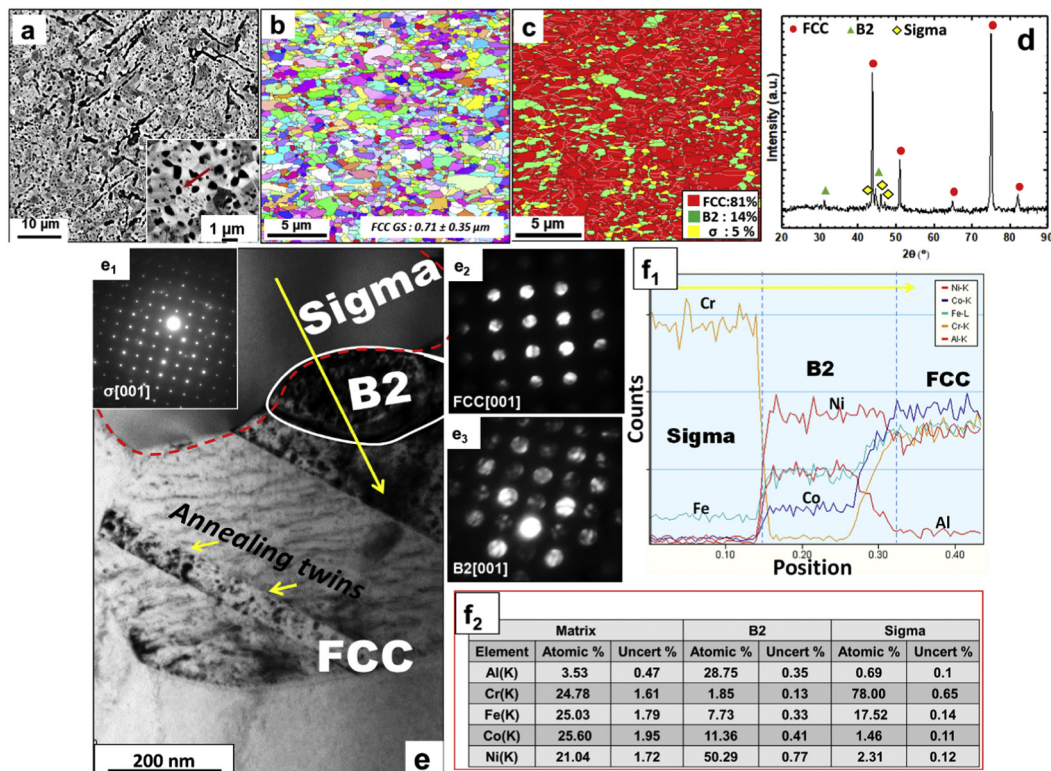 a
10 µm
1 µm
b
5 µm
FCC GS : 0.71 ± 0.35 µm
c
5 µm
FCC:81%
B2 : 14%
σ : 5 %
FCC B2 Sigma
d
Intensity (a.u.)
20 30 40 50 60 70 80 90
2θ (°)
e1
σ[001]
Sigma
B2
Annealing twins
FCC
200 nm
e
e2
FCC[001]
e3
B2[001]
f1
Cr
Ni-K
Co-K
Fe-L
Cr-K
Al-K
B2
FCC
Ni
Sigma
Co
Fe
Al
Counts
0.10 0.20 0.30 0.40
Position
f2
Matrix B2 Sigma
Element Atomic % Uncert % Atomic % Uncert % Atomic % Uncert %
Al(K) 3.53 0.47 28.75 0.35 0.69 0.1
Cr(K) 24.78 1.61 1.85 0.13 78.00 0.65
Fe(K) 25.03 1.79 7.73 0.33 17.52 0.14
Co(K) 25.60 1.95 11.36 0.41 1.46 0.11
Ni(K) 21.04 1.72 50.29 0.77 2.31 0.12